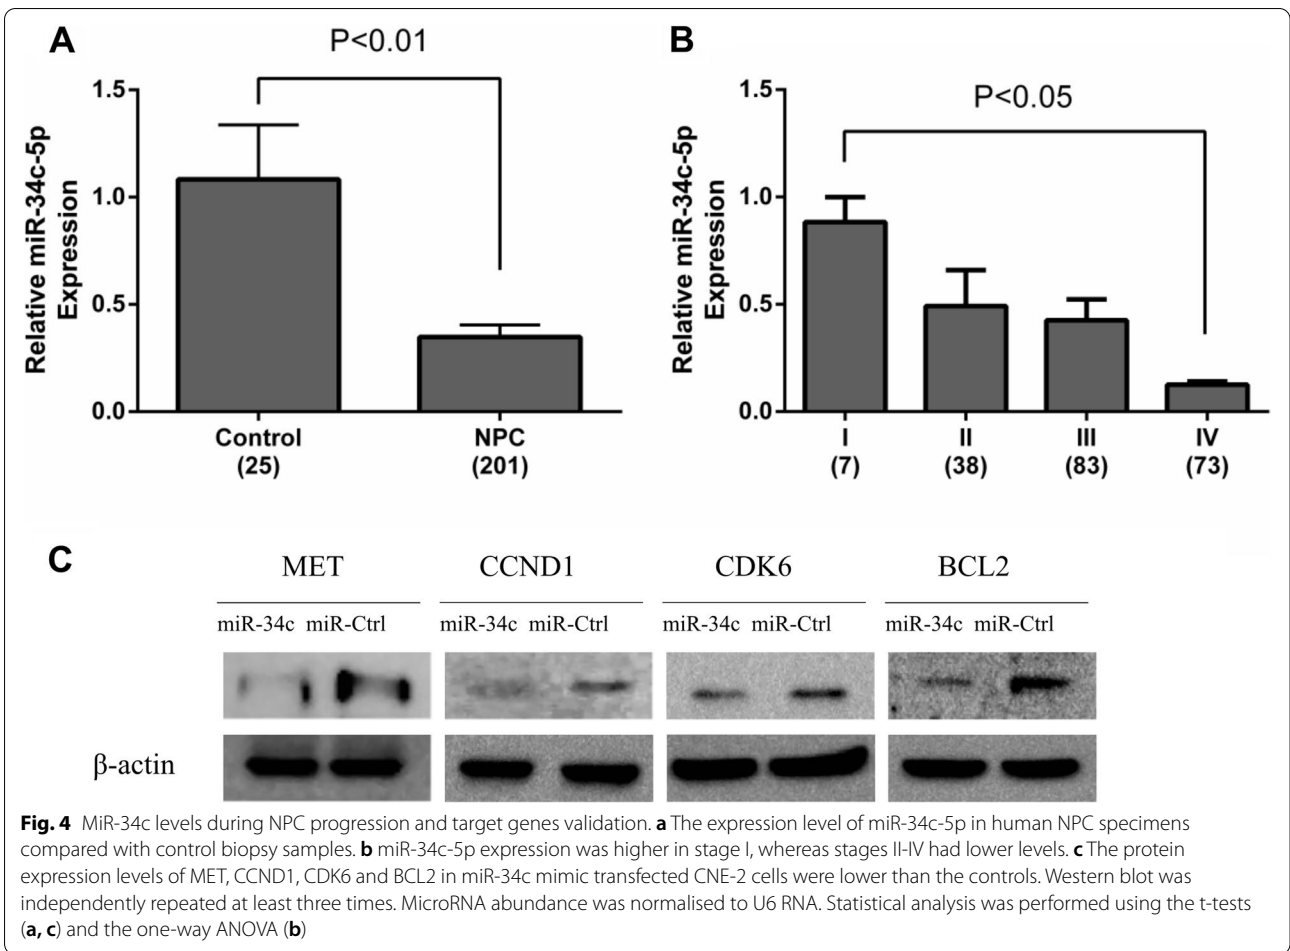 A
P<0.01
1.5
1.0
0.5
0.0
Relative miR-34c-5p
Expression
Control
(25)
NPC
(201)
B
P<0.05
1.5
1.0
0.5
0.0
Relative miR-34c-5p
Expression
I
(7)
II
(38)
III
(83)
IV
(73)
C
MET CCND1 CDK6 BCL2
miR-34c miR-Ctrl miR-34c miR-Ctrl miR-34c miR-Ctrl miR-34c miR-Ctrl
β-actin
Fig. 4 MiR-34c levels during NPC progression and target genes validation. a The expression level of miR-34c-5p in human NPC specimens
compared with control biopsy samples. b miR-34c-5p expression was higher in stage I, whereas stages II-IV had lower levels. c The protein
expression levels of MET, CCND1, CDK6 and BCL2 in miR-34c mimic transfected CNE-2 cells were lower than the controls. Western blot was
independently repeated at least three times. MicroRNA abundance was normalised to U6 RNA. Statistical analysis was performed using the t-tests
(a, c) and the one-way ANOVA (b)